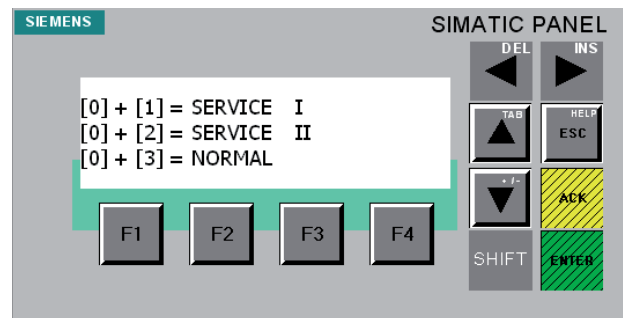 SIEMENS
SIMATIC PANEL
[0] + [1] = SERVICE I
[0] + [2] = SERVICE II
[0] + [3] = NORMAL
F1 F2 F3 F4
DEL
INS
TAB
HELP
ESC
+/-
ACK
SHIFT
ENTER